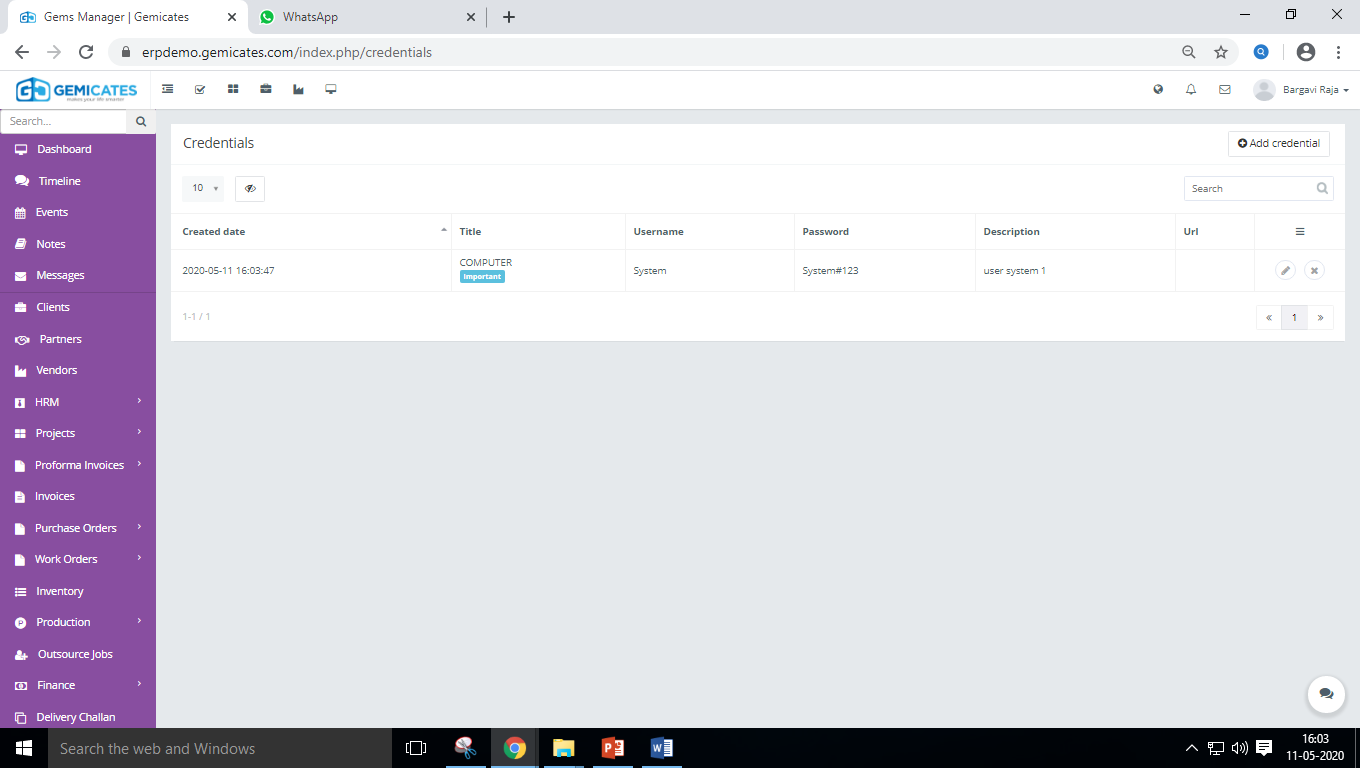 Gems Manager | Gemicates
WhatsApp
erpdemo.gemicates.com/index.php/credentials
GEMICATES
makes your life smarter
Bargavi Raja
Search...
Dashboard
Timeline
Events
Notes
Messages
Clients
Partners
Vendors
HRM
Projects
Proforma Invoices
Invoices
Purchase Orders
Work Orders
Inventory
Production
Outsource Jobs
Finance
Delivery Challan
Credentials
Add credential
10
Search
Created date Title Username Password Description Url
2020-05-11 16:03:47 COMPUTER System System#123 user system 1
Important
1-1 / 1
« 1 »
Search the web and Windows
16:03
11-05-2020